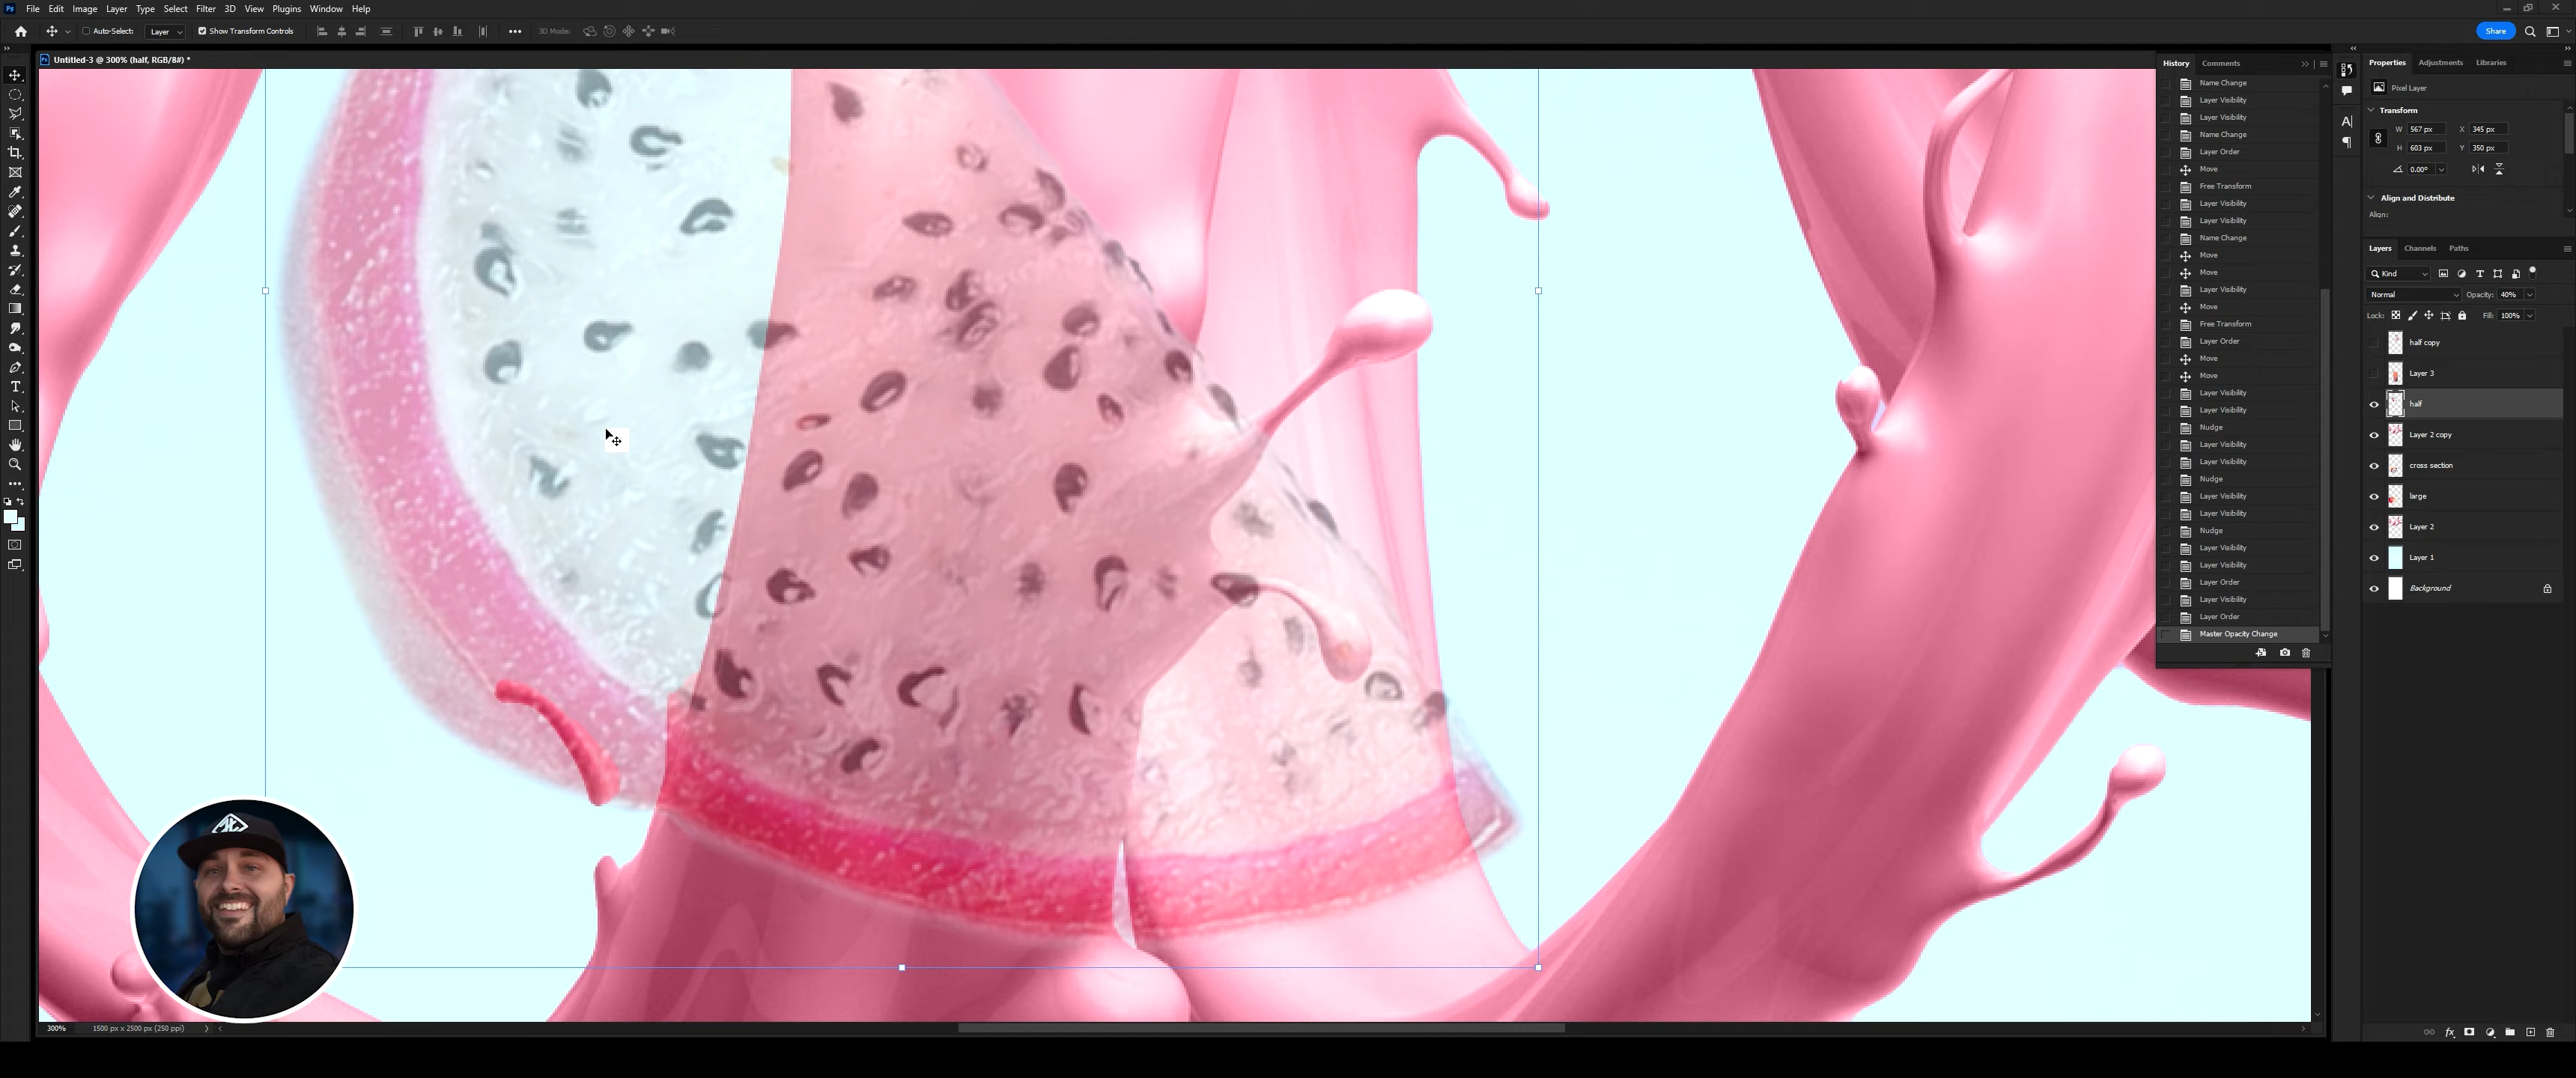 Ps File Edit Image Layer Type Select Filter 3D View Plugins Window Help
Auto-Select: Layer Show Transform Controls 3D Mode: Share
Untitled-3 @ 300% (half, RGB/8#) *
History Comments
Name Change
Layer Visibility
Layer Visibility
Name Change
Layer Order
Move
Free Transform
Layer Visibility
Layer Visibility
Name Change
Move
Move
Layer Visibility
Move
Free Transform
Layer Order
Move
Move
Layer Visibility
Layer Visibility
Nudge
Layer Visibility
Layer Visibility
Nudge
Layer Visibility
Layer Visibility
Nudge
Layer Visibility
Layer Visibility
Layer Order
Layer Visibility
Layer Order
Master Opacity Change
Properties Adjustments Libraries
Pixel Layer
Transform
W 567 px X 345 px
H 603 px Y 350 px
0.00°
Align and Distribute
Align:
Layers Channels Paths
Kind
Normal Opacity: 40%
Lock: Fill: 100%
half copy
Layer 3
half
Layer 2 copy
cross section
large
Layer 2
Layer 1
Background
300% 1500 px x 2500 px (250 ppi)